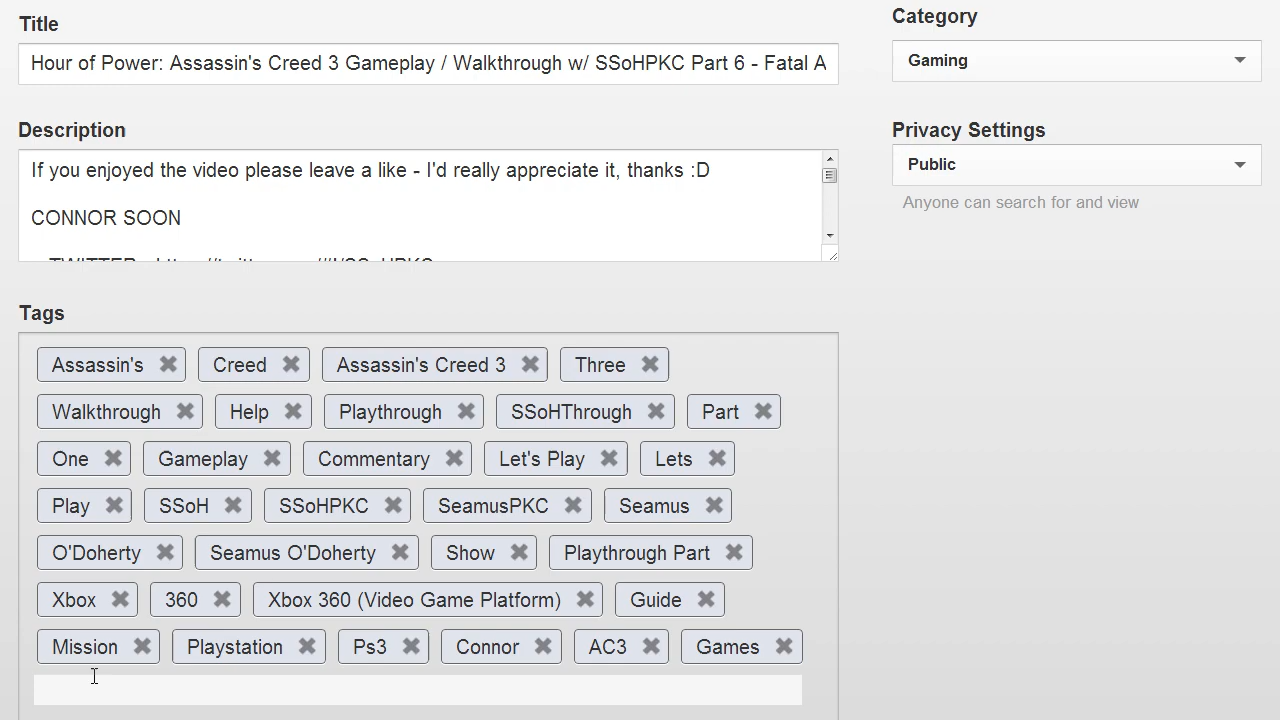 Title
Category
Hour of Power: Assassin's Creed 3 Gameplay / Walkthrough w/ SSoHPKC Part 6 - Fatal A
Gaming
Description
Privacy Settings
If you enjoyed the video please leave a like - I'd really appreciate it, thanks :D
Public
CONNOR SOON
Anyone can search for and view
Tags
Assassin's Creed Assassin's Creed 3 Three
Walkthrough Help Playthrough SSoHThrough Part
One Gameplay Commentary Let's Play Lets
Play SSoH SSoHPKC SeamusPKC Seamus
O'Doherty Seamus O'Doherty Show Playthrough Part
Xbox 360 Xbox 360 (Video Game Platform) Guide
Mission Playstation Ps3 Connor AC3 Games